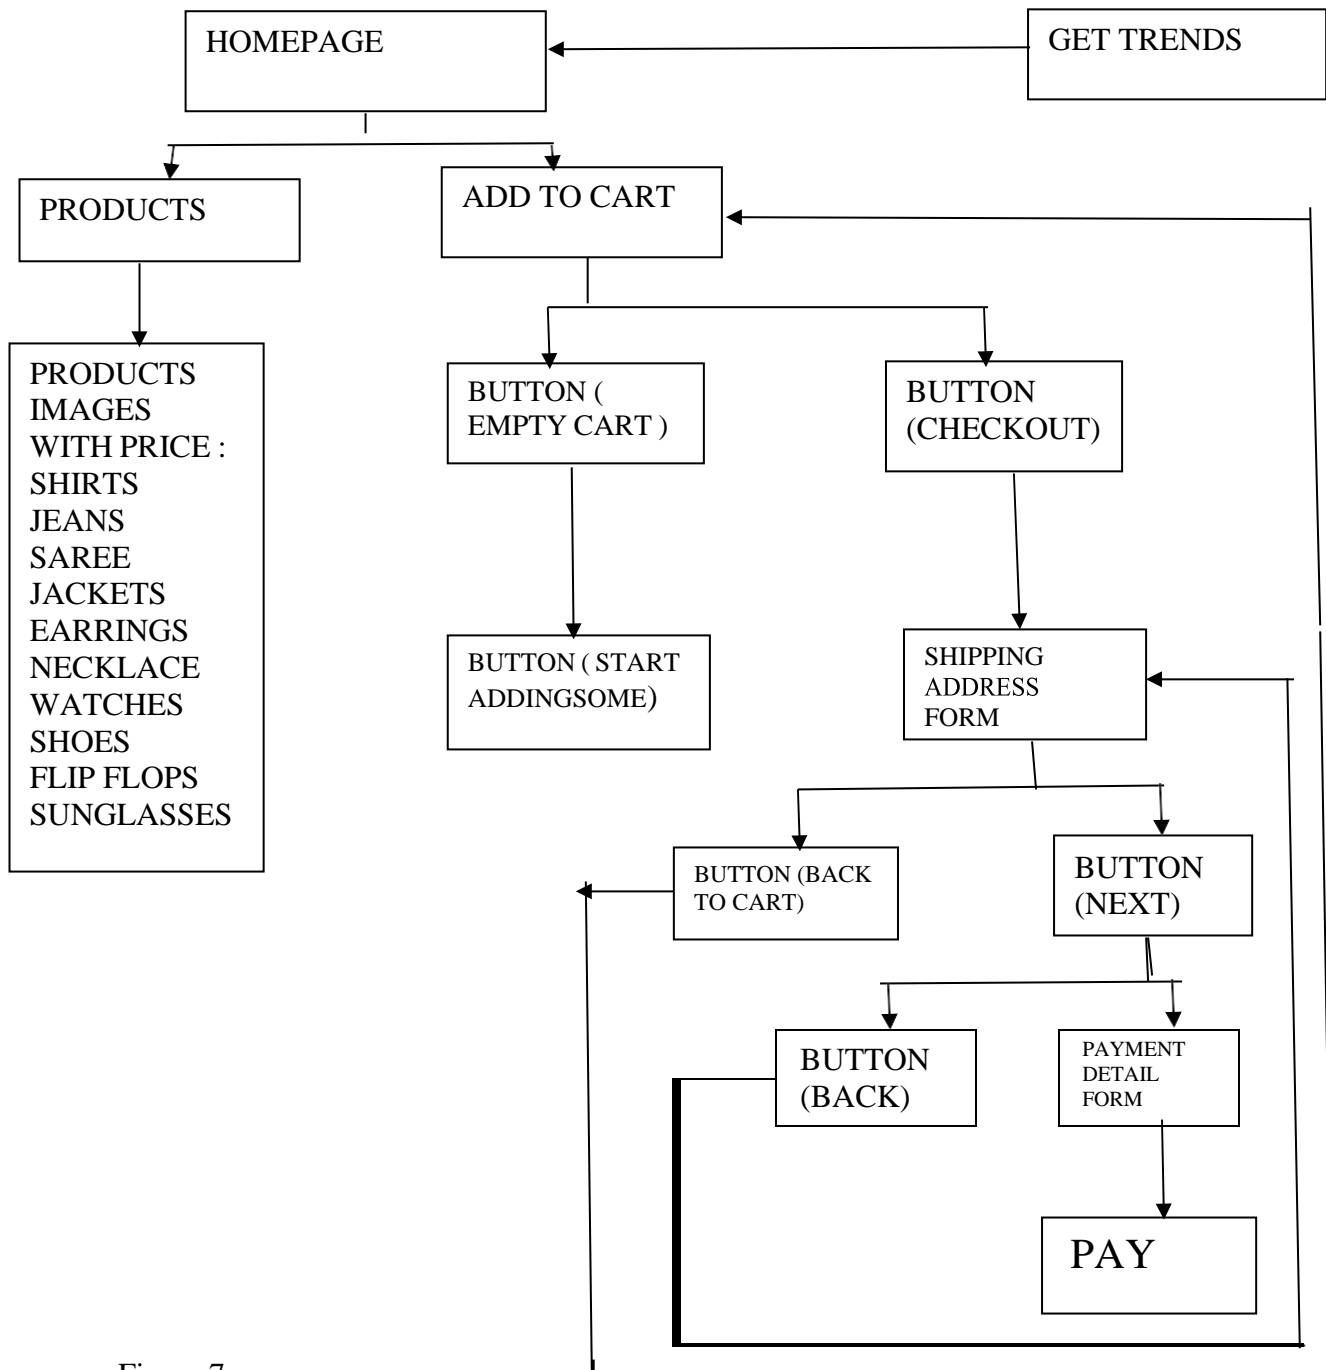 HOMEPAGE
GET TRENDS
PRODUCTS
ADD TO CART
PRODUCTS
IMAGES
WITH PRICE :
SHIRTS
JEANS
SAREE
JACKETS
EARRINGS
NECKLACE
WATCHES
SHOES
FLIP FLOPS
SUNGLASSES
BUTTON (
EMPTY CART )
BUTTON
(CHECKOUT)
BUTTON ( START
ADDINGSOME)
SHIPPING
ADDRESS
FORM
BUTTON (BACK
TO CART)
BUTTON
(NEXT)
BUTTON
(BACK)
PAYMENT
DETAIL
FORM
PAY
Figure 7